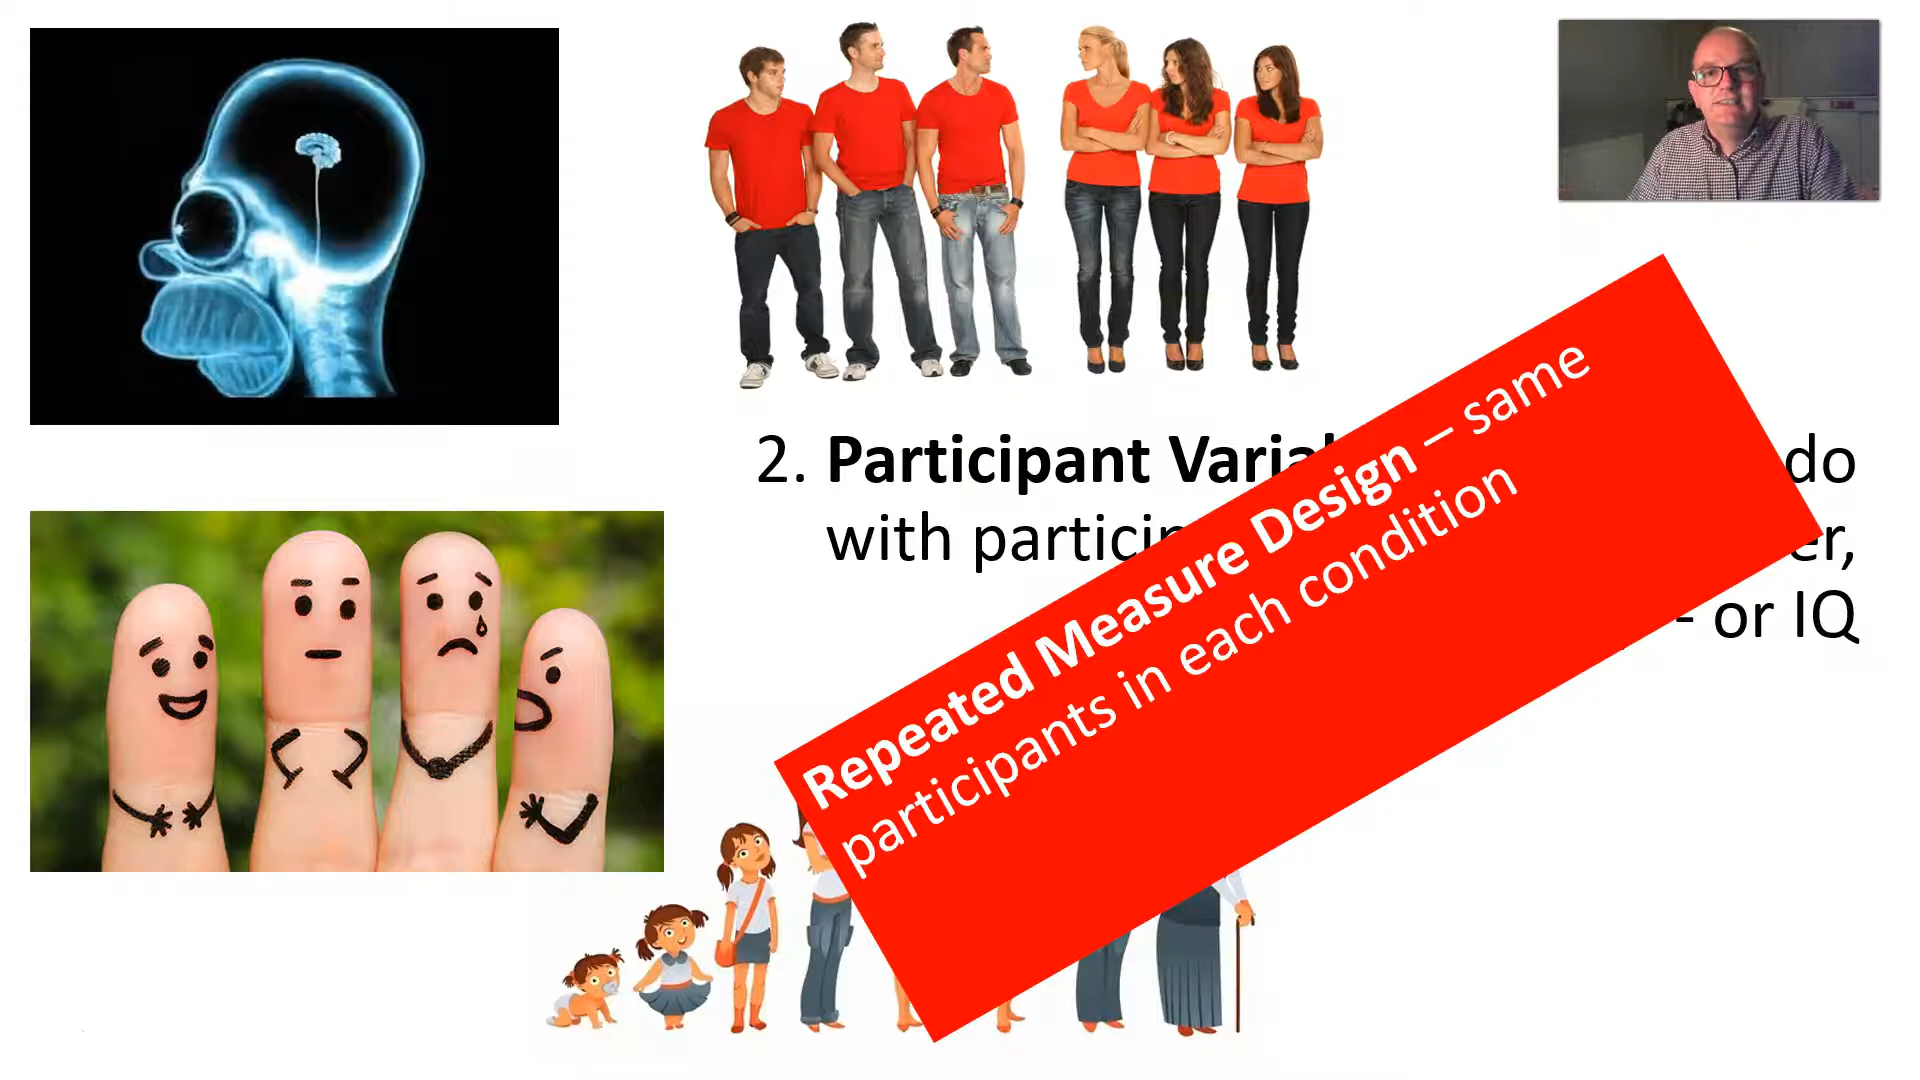 2. Participant Varia do
with partici er,
- or IQ
Repeated Measure Design – same
participants in each condition